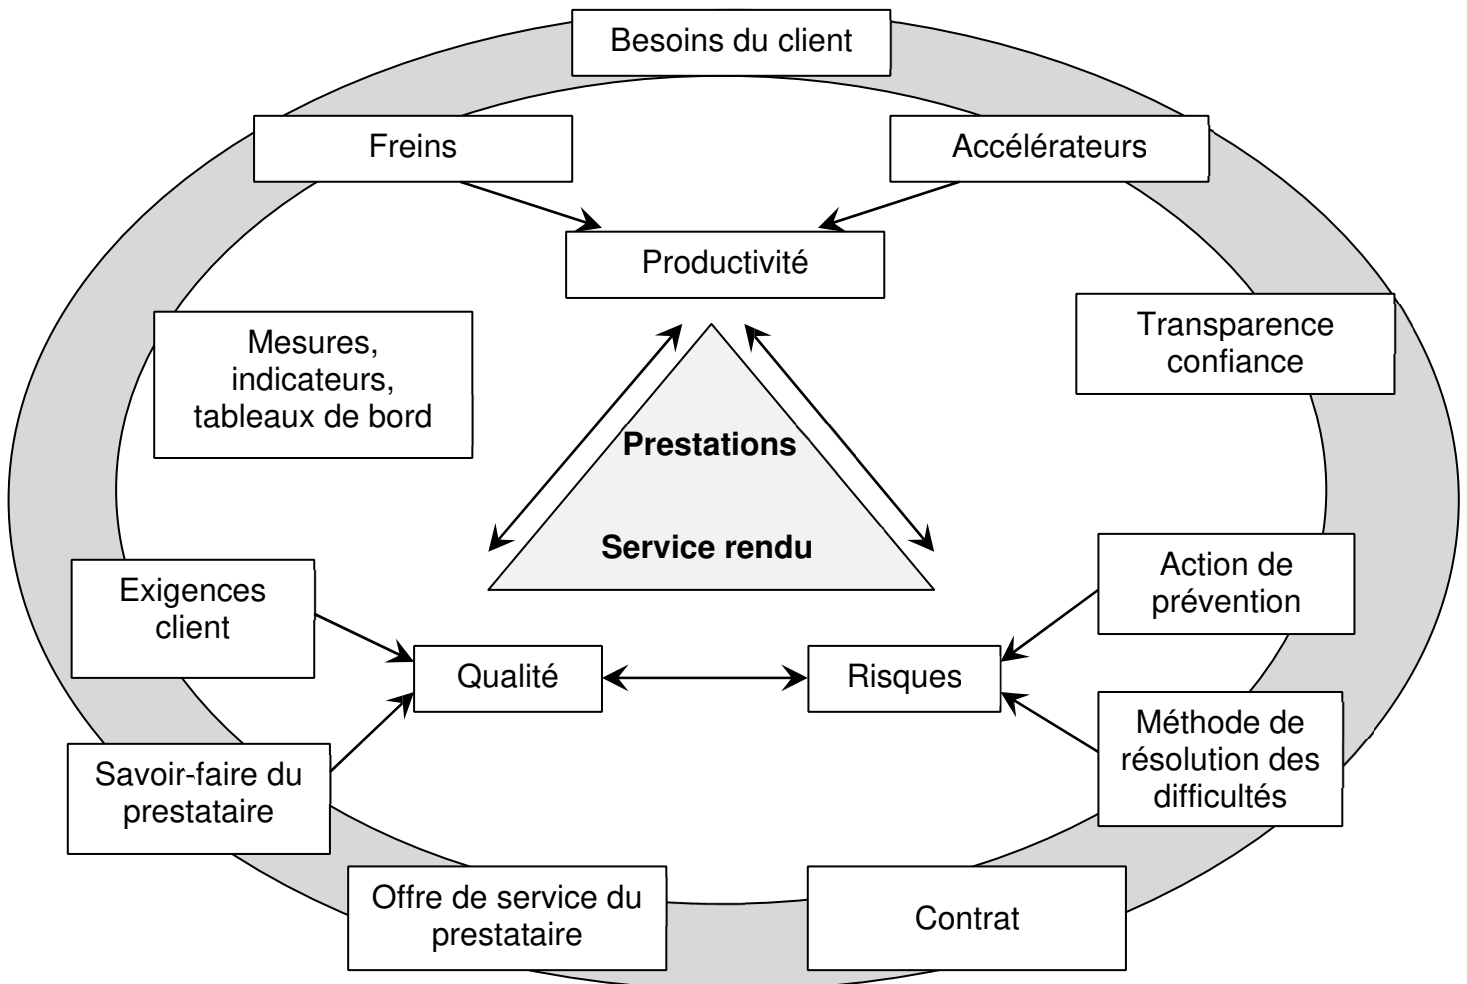 Besoins du client
Freins
Accélérateurs
Productivité
Mesures,
indicateurs,
tableaux de bord
Transparence
confiance
Prestations
Service rendu
Exigences
client
Action de
prévention
Qualité
Risques
Savoir-faire du
prestataire
Méthode de
résolution des
difficultés
Offre de service du
prestataire
Contrat